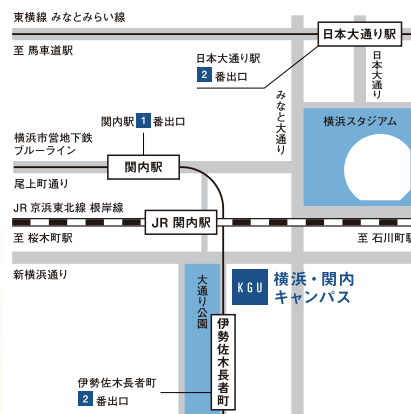 東横線 みなとみらい線
日本大通り駅
至 馬車道駅
日本大通り駅
2 番出口
日本大通り
みなと大通り
関内駅 1 番出口
横浜スタジアム
横浜市営地下鉄
ブルーライン
関内駅
尾上町通り
JR 京浜東北線 根岸線
JR 関内駅
至 桜木町駅
至 石川町駅
新横浜通り
大通り公園
KGU
横浜・関内
キャンパス
伊勢佐木長者町
伊勢佐木長者町
2 番出口